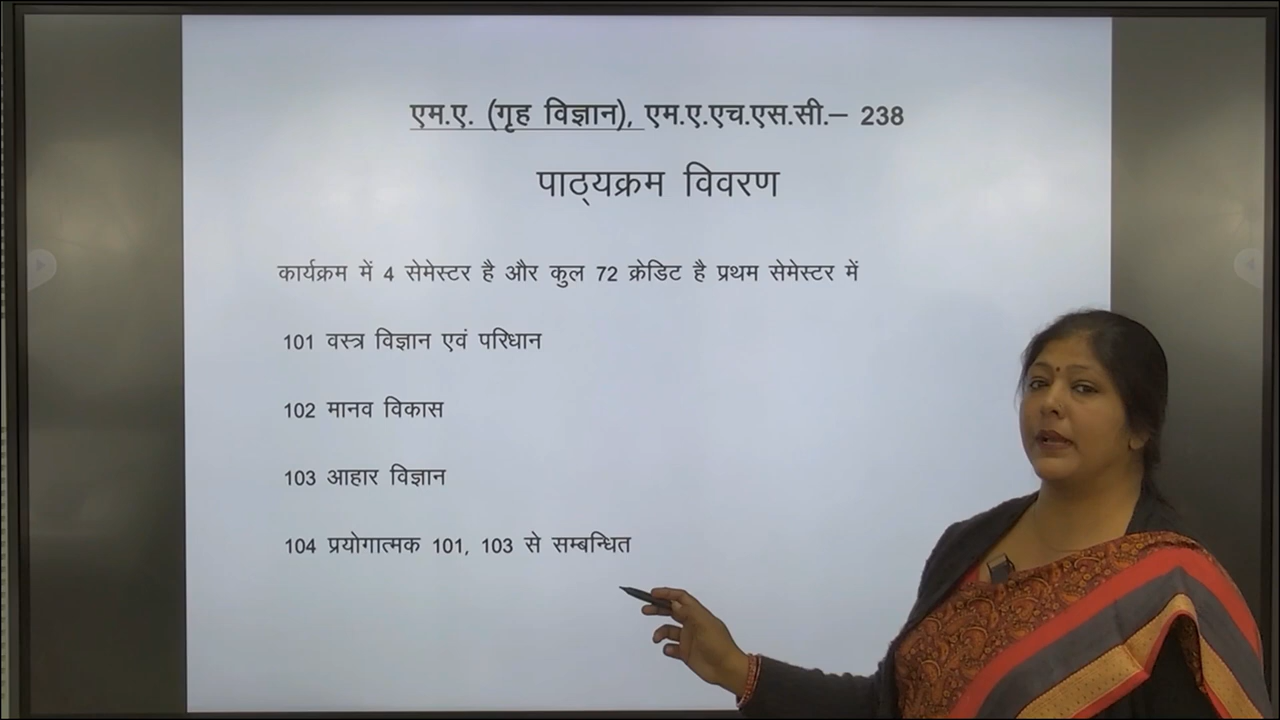 एम.ए. (गृह विज्ञान), एम.ए.एच.एस.सी.– 238
पाठ्यक्रम विवरण
कार्यक्रम में 4 सेमेस्टर है और कुल 72 क्रेडिट है प्रथम सेमेस्टर में
101 वस्त्र विज्ञान एवं परिधान
102 मानव विकास
103 आहार विज्ञान
104 प्रयोगात्मक 101, 103 से सम्बन्धित